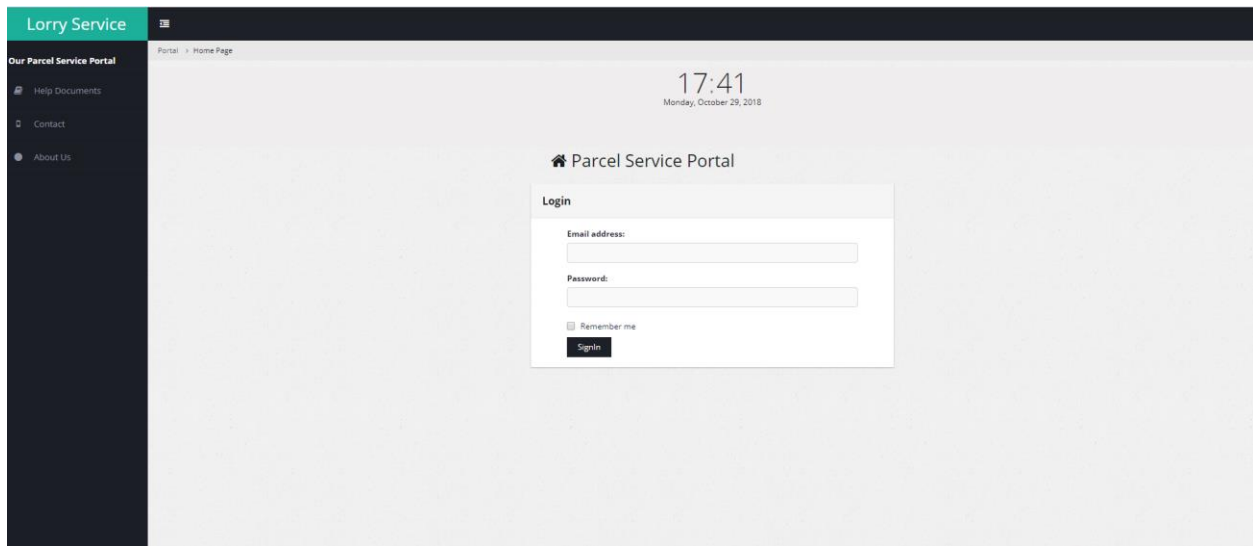 Lorry Service
Our Parcel Service Portal
Help Documents
Contact
About Us
Portal > Home Page
17:41
Monday, October 29, 2018
Parcel Service Portal
Login
Email address:
Password:
Remember me
SignIn